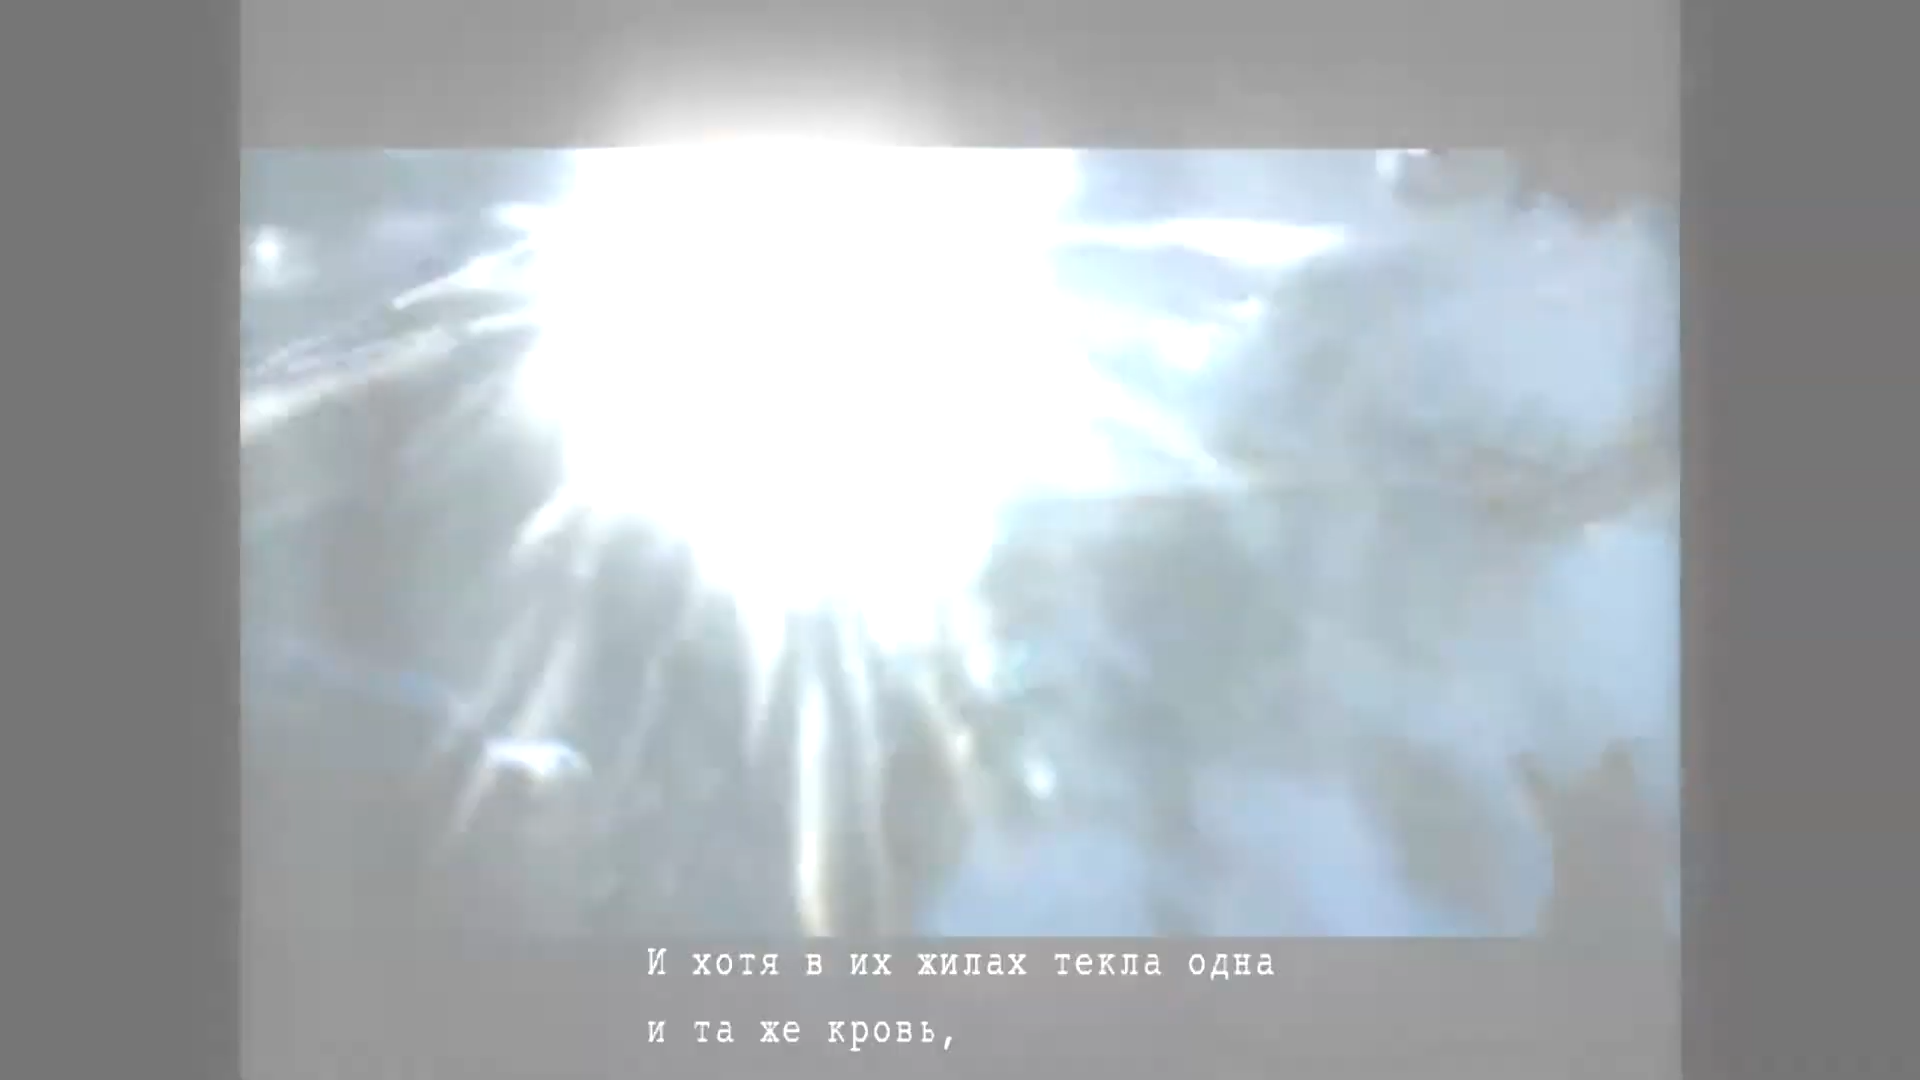 И хотя в их жилах текла одна
и та же кровь,